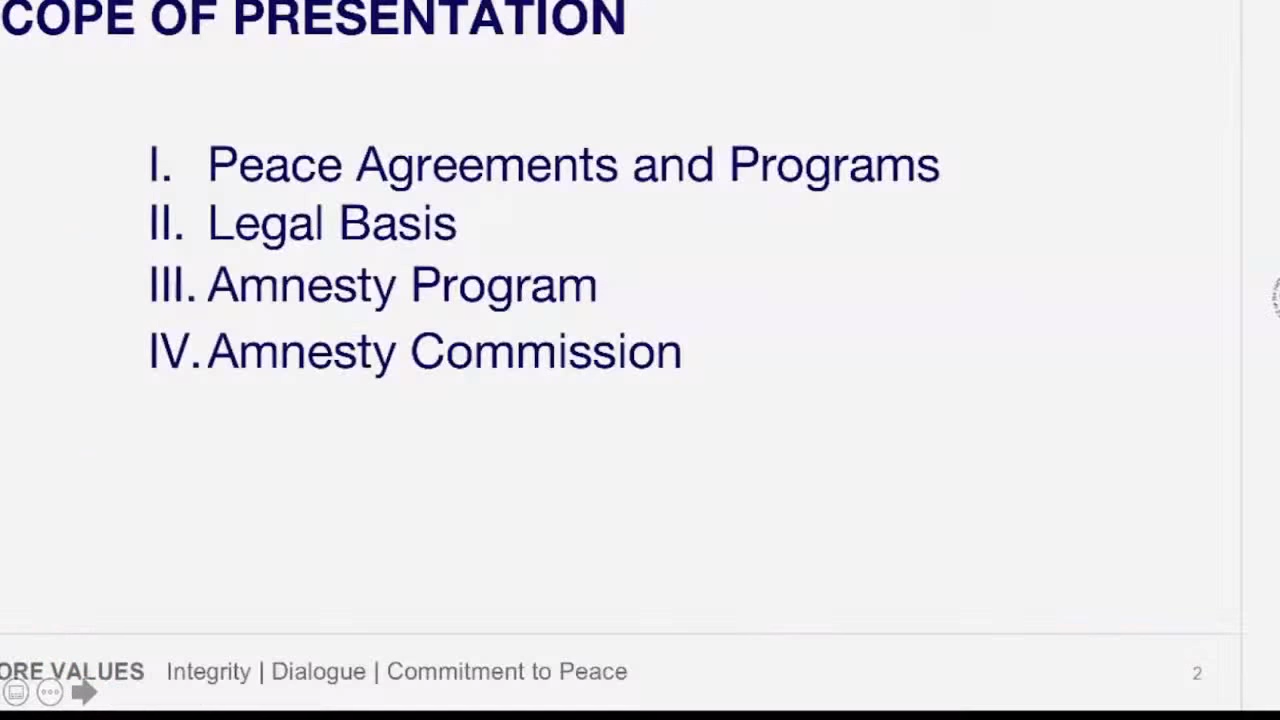 COPE OF PRESENTATION
I. Peace Agreements and Programs
II. Legal Basis
III. Amnesty Program
IV. Amnesty Commission
ORE VALUES Integrity | Dialogue | Commitment to Peace
2